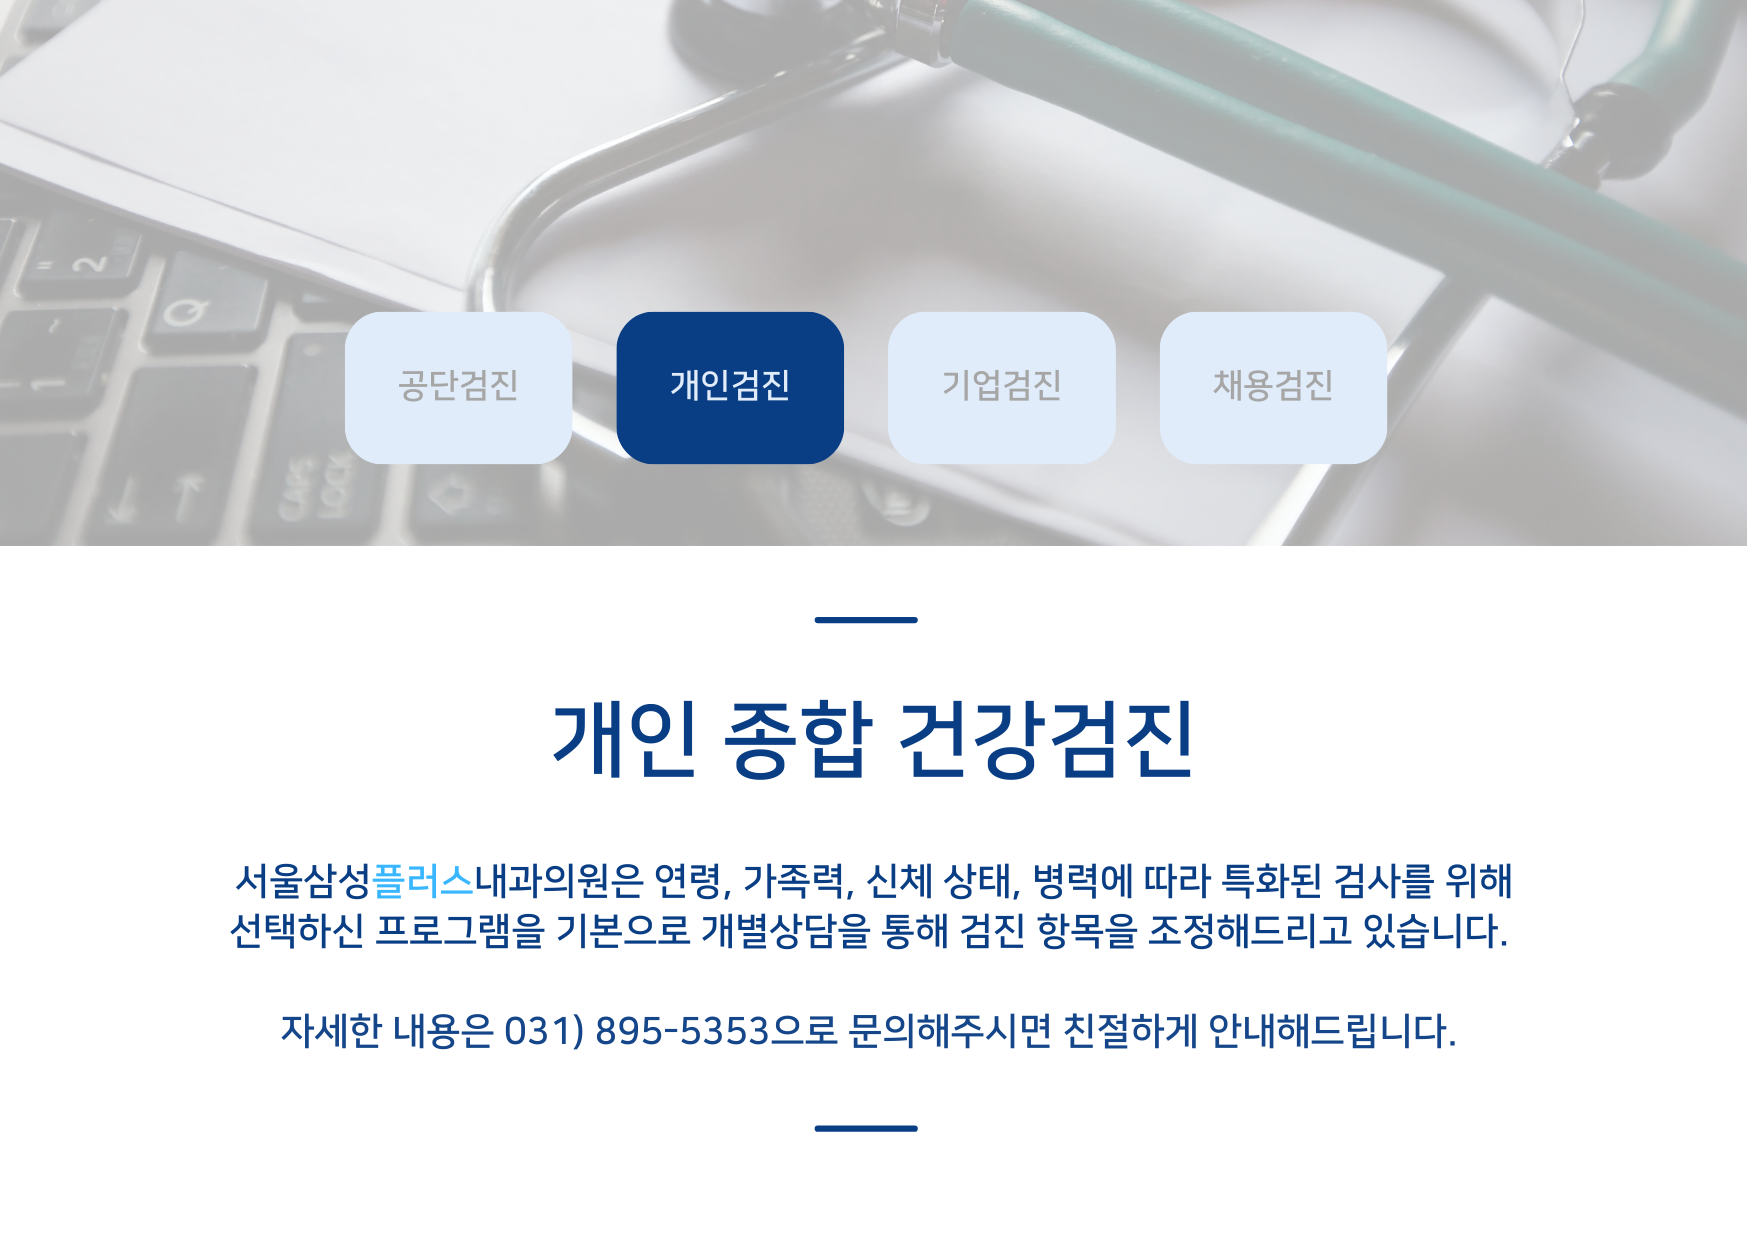 공단검진
개인검진
기업검진
채용검진
개인 종합 건강검진
서울삼성플러스내과의원은 연령, 가족력, 신체 상태, 병력에 따라 특화된 검사를 위해
선택하신 프로그램을 기본으로 개별상담을 통해 검진 항목을 조정해드리고 있습니다.
자세한 내용은 031) 895-5353으로 문의해주시면 친절하게 안내해드립니다.
=
2
Q
~
1
CAPS
LOCK